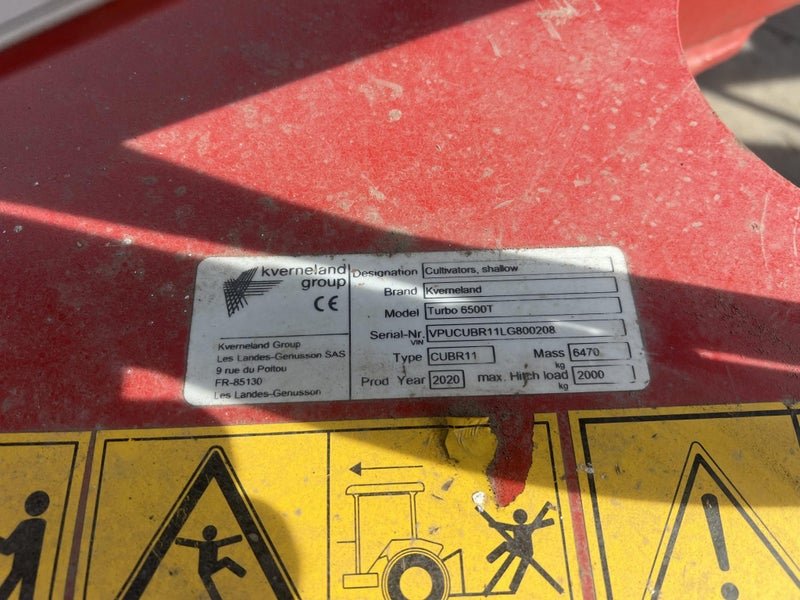 kverneland
group
CE
Kverneland Group
Les Landes-Genusson SAS
9 rue du Poitou
FR-85130
Les Landes-Genusson
Designation Cultivators, shallow
Brand Kverneland
Model Turbo 6500T
Serial-Nr. VPUCUBR11LG800208
VIN
Type CUBR11 Mass 6470
kg
Prod Year 2020 max. Hitch load 2000
kg